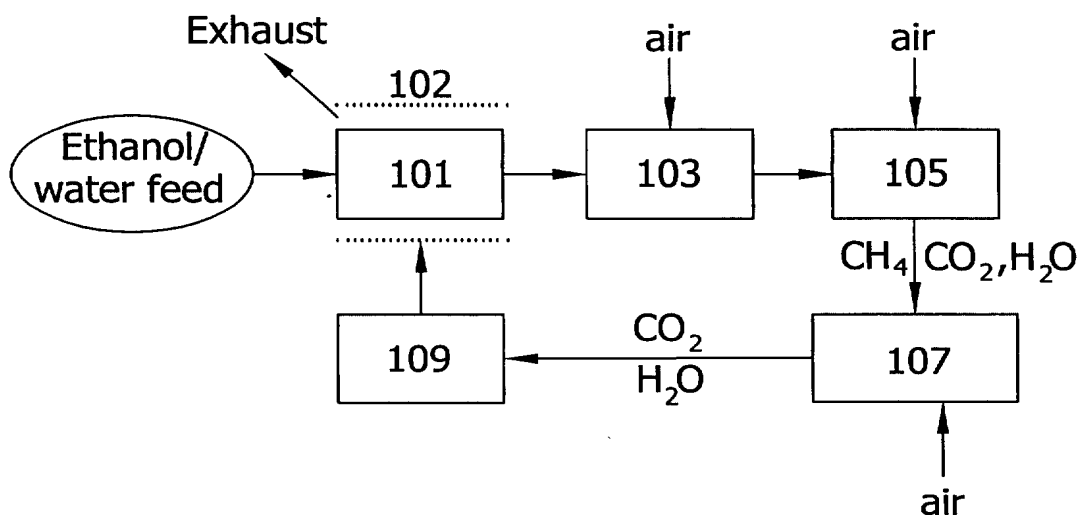 Exhaust
air
air
102
Ethanol/
water feed
101
103
105
CH₄ CO₂,H₂O
109
CO₂
H₂O
107
air